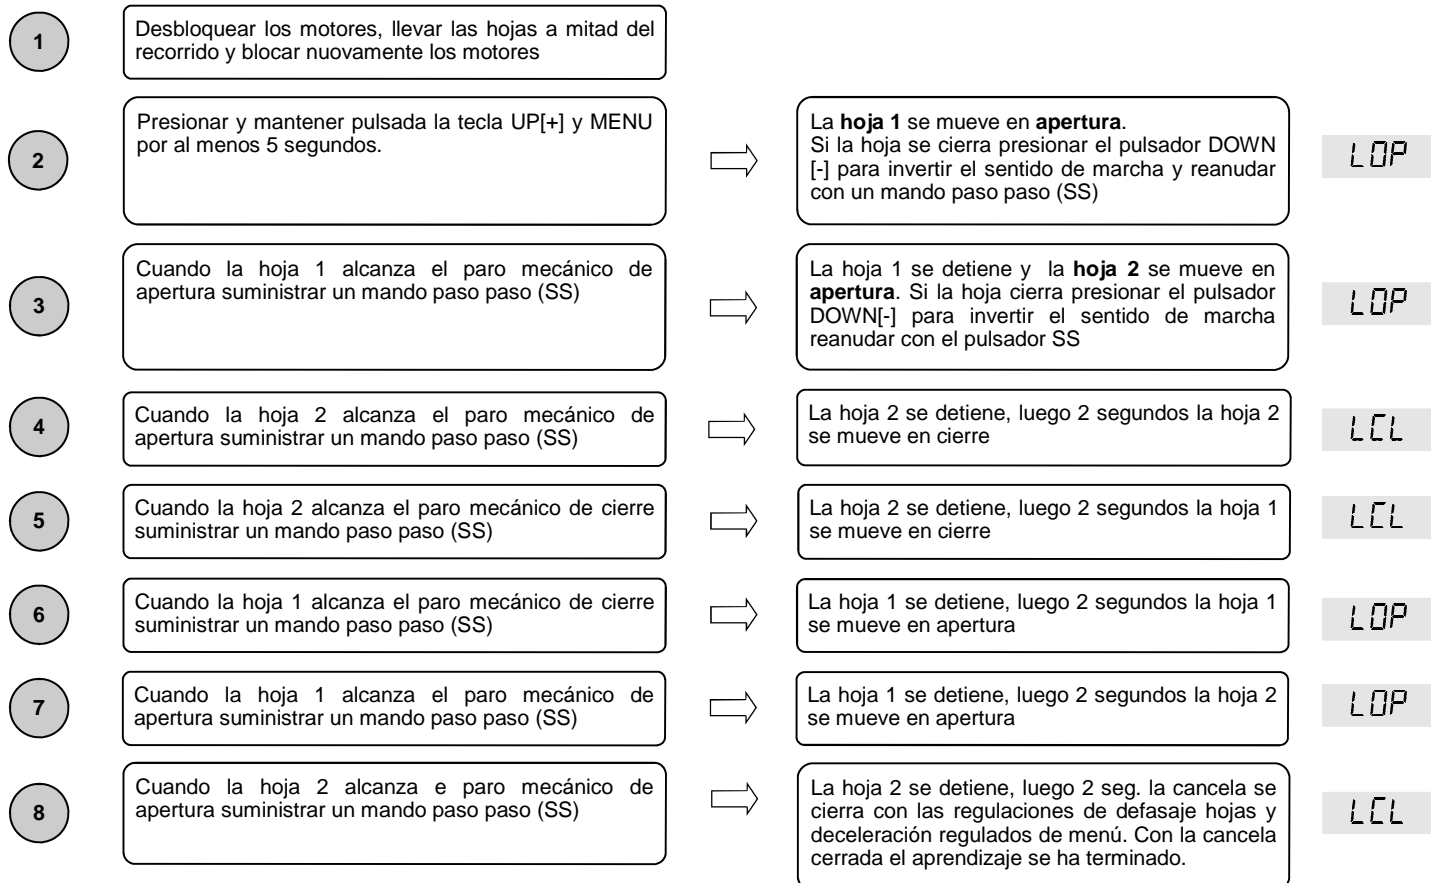 1
Desbloquear los motores, llevar las hojas a mitad del
recorrido y blocar nuovamente los motores
2
Presionar y mantener pulsada la tecla UP[+] y MENU
por al menos 5 segundos.
La hoja 1 se mueve en apertura.
Si la hoja se cierra presionar el pulsador DOWN
[-] para invertir el sentido de marcha y reanudar
con un mando paso paso (SS)
LOP
3
Cuando la hoja 1 alcanza el paro mecánico de
apertura suministrar un mando paso paso (SS)
La hoja 1 se detiene y la hoja 2 se mueve en
apertura. Si la hoja cierra presionar el pulsador
DOWN[-] para invertir el sentido de marcha
reanudar con el pulsador SS
LOP
4
Cuando la hoja 2 alcanza el paro mecánico de
apertura suministrar un mando paso paso (SS)
La hoja 2 se detiene, luego 2 segundos la hoja 2
se mueve en cierre
LCL
5
Cuando la hoja 2 alcanza el paro mecánico de cierre
suministrar un mando paso paso (SS)
La hoja 2 se detiene, luego 2 segundos la hoja 1
se mueve en cierre
LCL
6
Cuando la hoja 1 alcanza el paro mecánico de cierre
suministrar un mando paso paso (SS)
La hoja 1 se detiene, luego 2 segundos la hoja 1
se mueve en apertura
LOP
7
Cuando la hoja 1 alcanza el paro mecánico de
apertura suministrar un mando paso paso (SS)
La hoja 1 se detiene, luego 2 segundos la hoja 2
se mueve en apertura
LOP
8
Cuando la hoja 2 alcanza e paro mecánico de
apertura suministrar un mando paso paso (SS)
La hoja 2 se detiene, luego 2 seg. la cancela se
cierra con las regulaciones de defasaje hojas y
deceleración regulados de menú. Con la cancela
cerrada el aprendizaje se ha terminado.
LCL